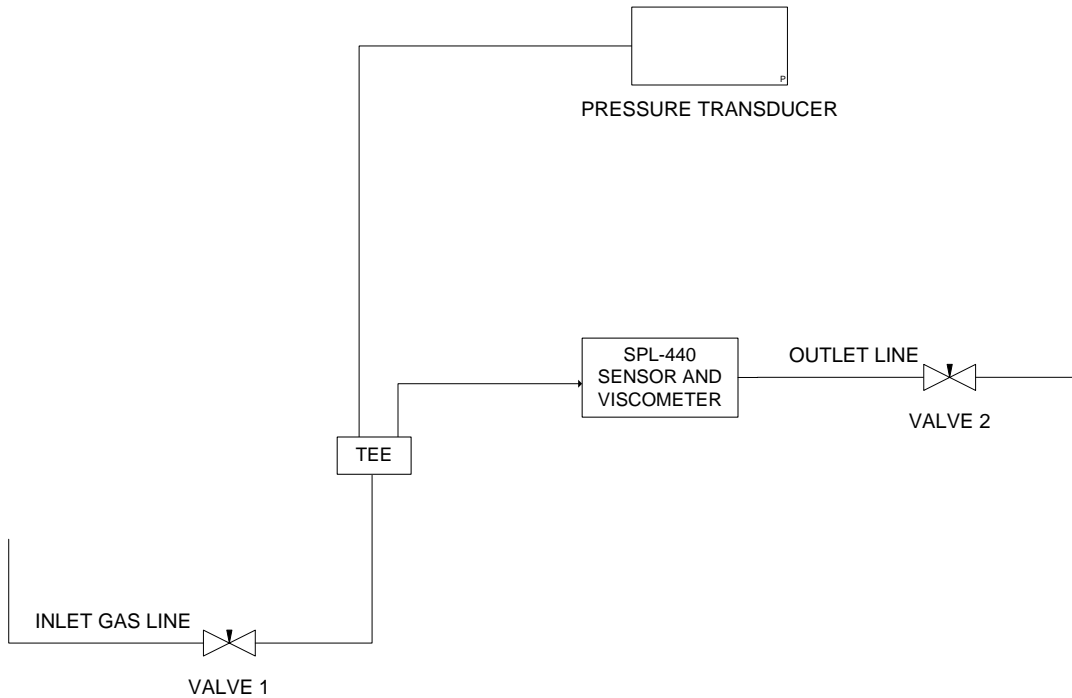 P
PRESSURE TRANSDUCER
SPL-440
SENSOR AND
VISCOMETER
OUTLET LINE
VALVE 2
TEE
INLET GAS LINE
VALVE 1